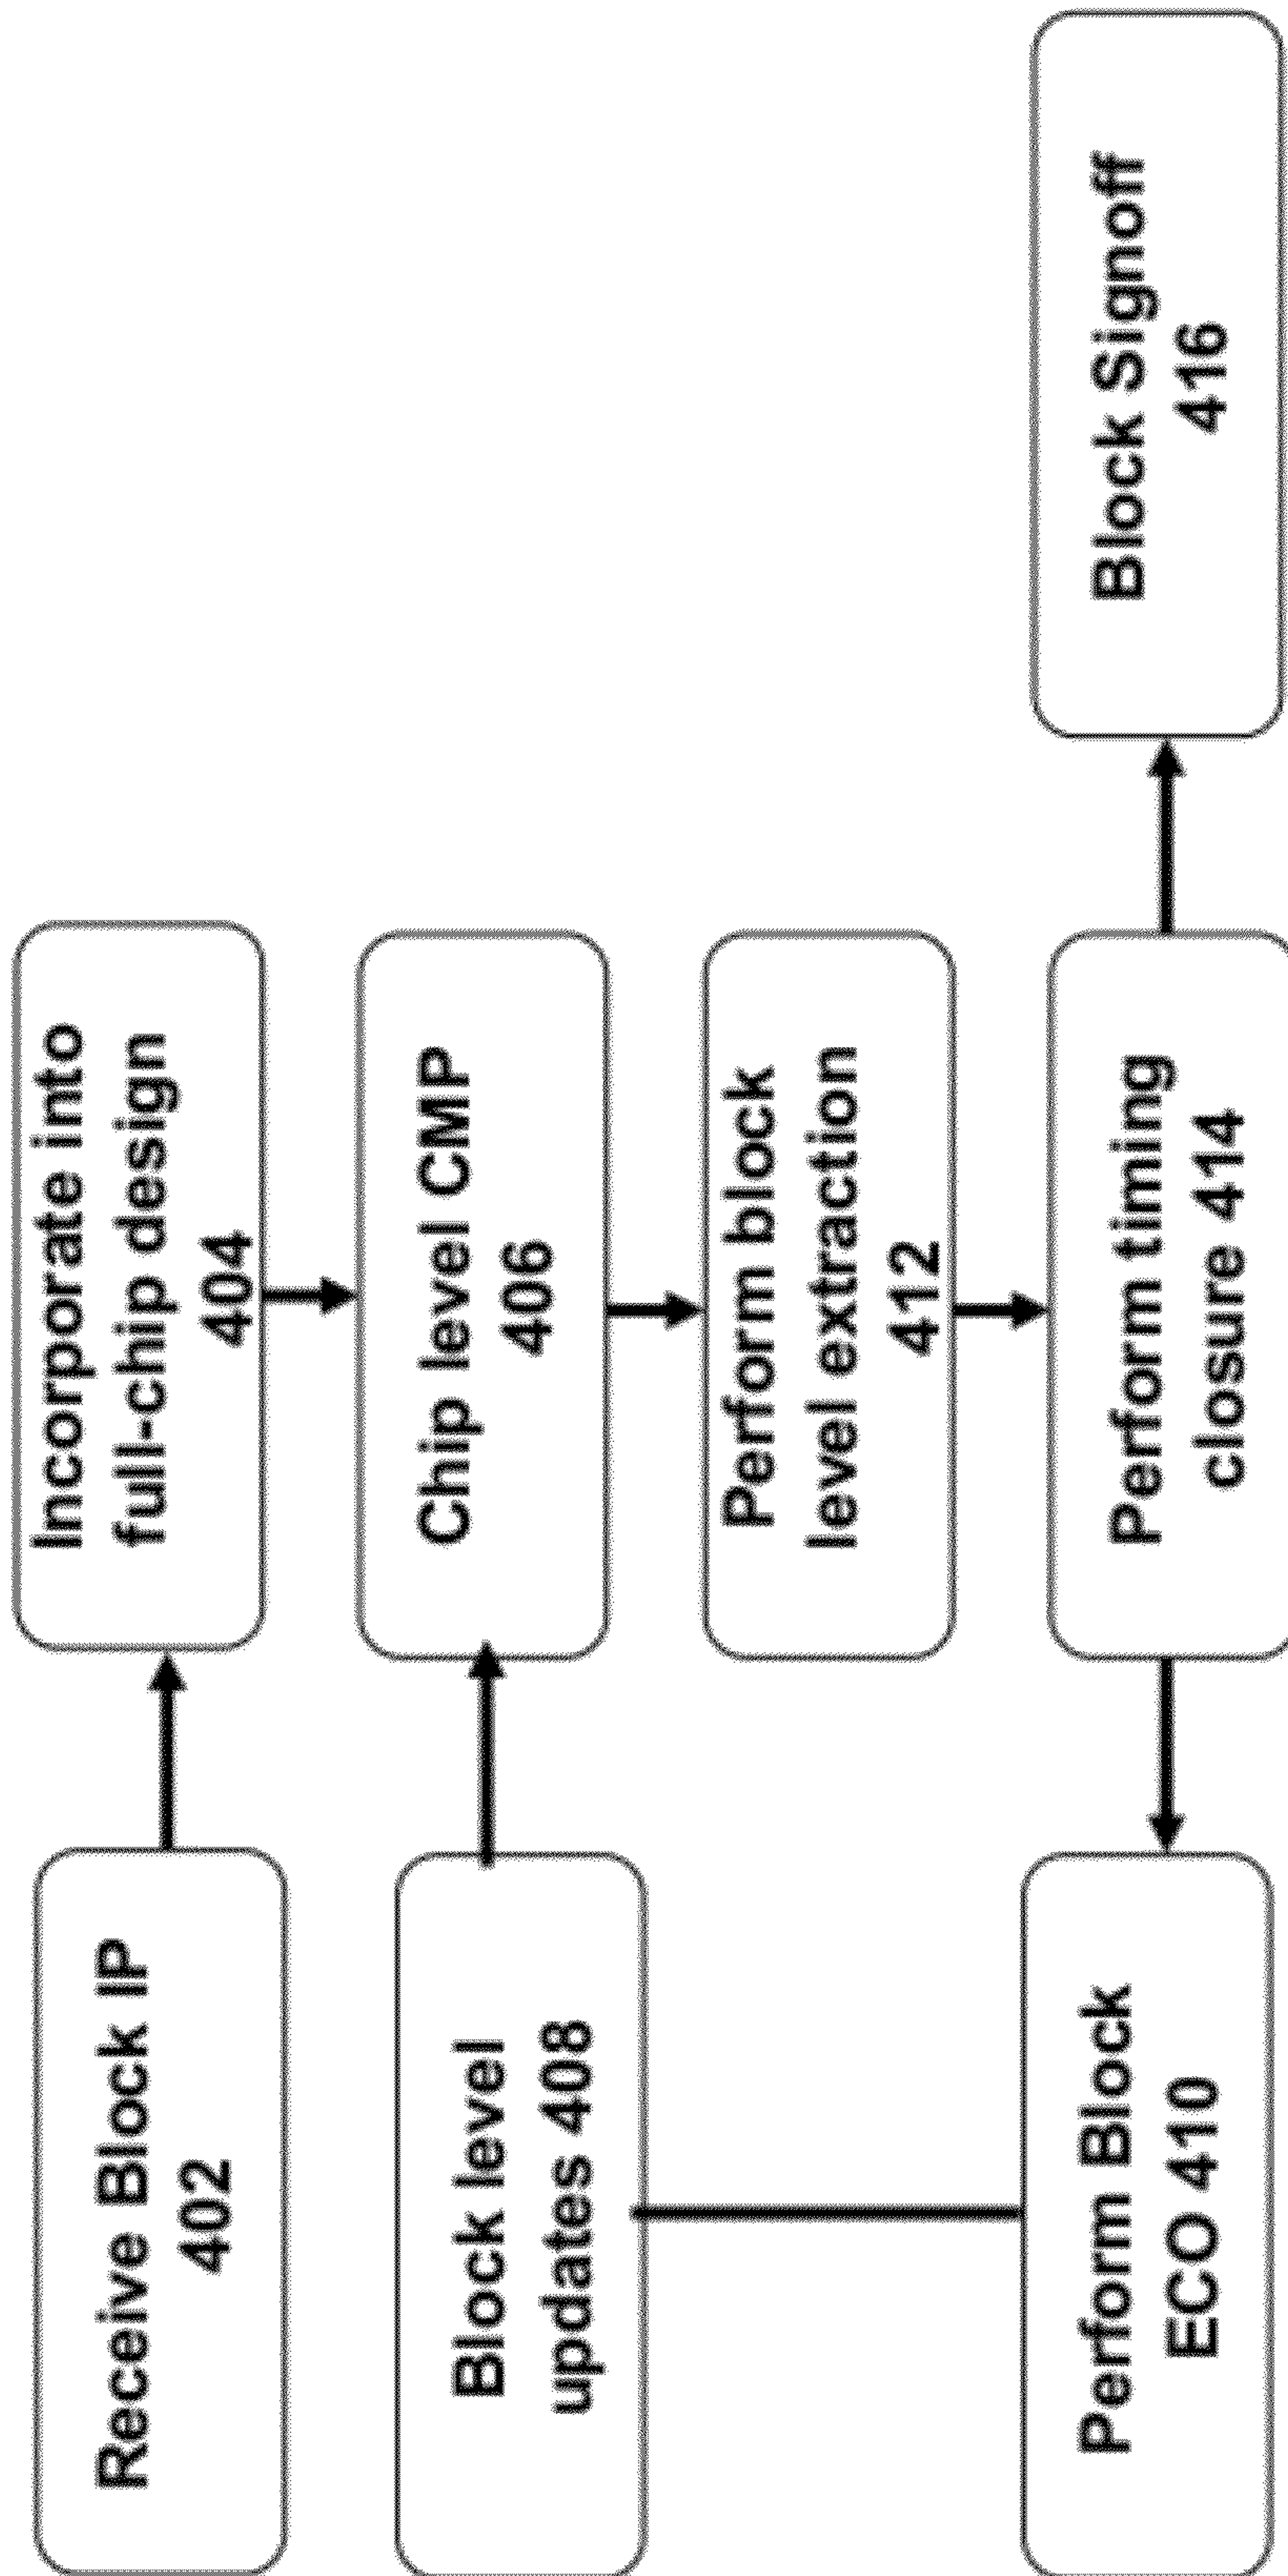 Receive Block IP
402
Incorporate into
full-chip design
404
Block level
updates 408
Chip level CMP
406
Perform block
level extraction
412
Perform Block
ECO 410
Perform timing
closure 414
Block Signoff
416